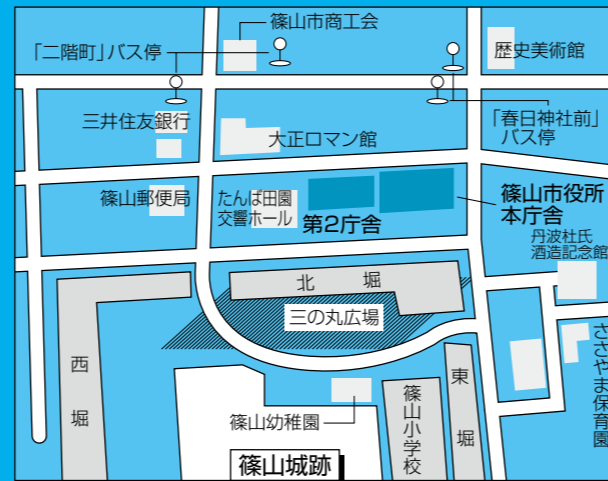 篠山市商工会
「二階町」バス停
歴史美術館
三井住友銀行
大正ロマン館
「春日神社前」
バス停
篠山郵便局
たんば田園
交響ホール
第2庁舎
篠山市役所
本庁舎
丹波杜氏
酒造記念館
北堀
三の丸広場
西堀
篠山幼稚園
篠山小学校
東堀
ささやま保育園
篠山城跡